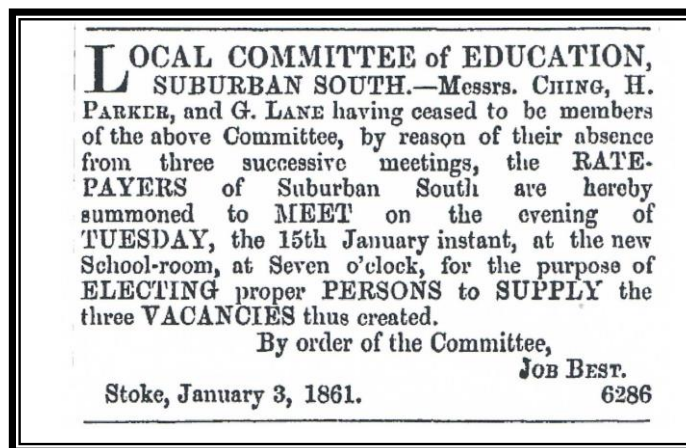 LOCAL COMMITTEE of EDUCATION,
SUBURBAN SOUTH.—Messrs. CHING, H.
PARKER, and G. LANE having ceased to be members
of the above Committee, by reason of their absence
from three successive meetings, the RATE-
PAYERS of Suburban South are hereby
summoned to MEET on the evening of
TUESDAY, the 15th January instant, at the new
School-room, at Seven o'clock, for the purpose of
ELECTING proper PERSONS to SUPPLY the
three VACANCIES thus created.
By order of the Committee,
JOB BEST.
Stoke, January 3, 1861. 6286